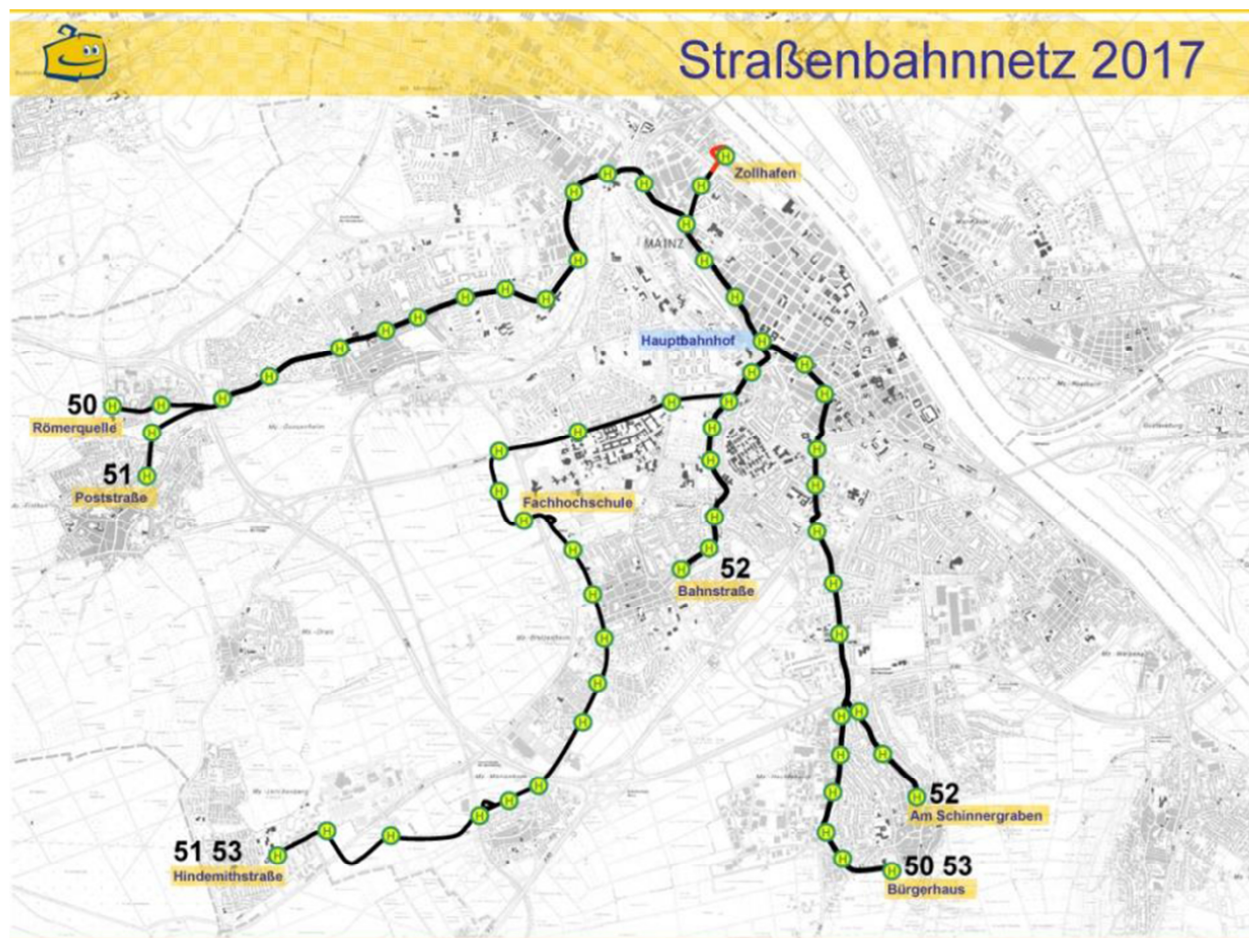 Straßenbahnnetz 2017
Zollhafen
MAINZ
Hauptbahnhof
50
Römerquelle
51
Poststraße
Fachhochschule
52
Bahnstraße
52
Am Schinnergraben
51 53
Hindemithstraße
50 53
Bürgerhaus